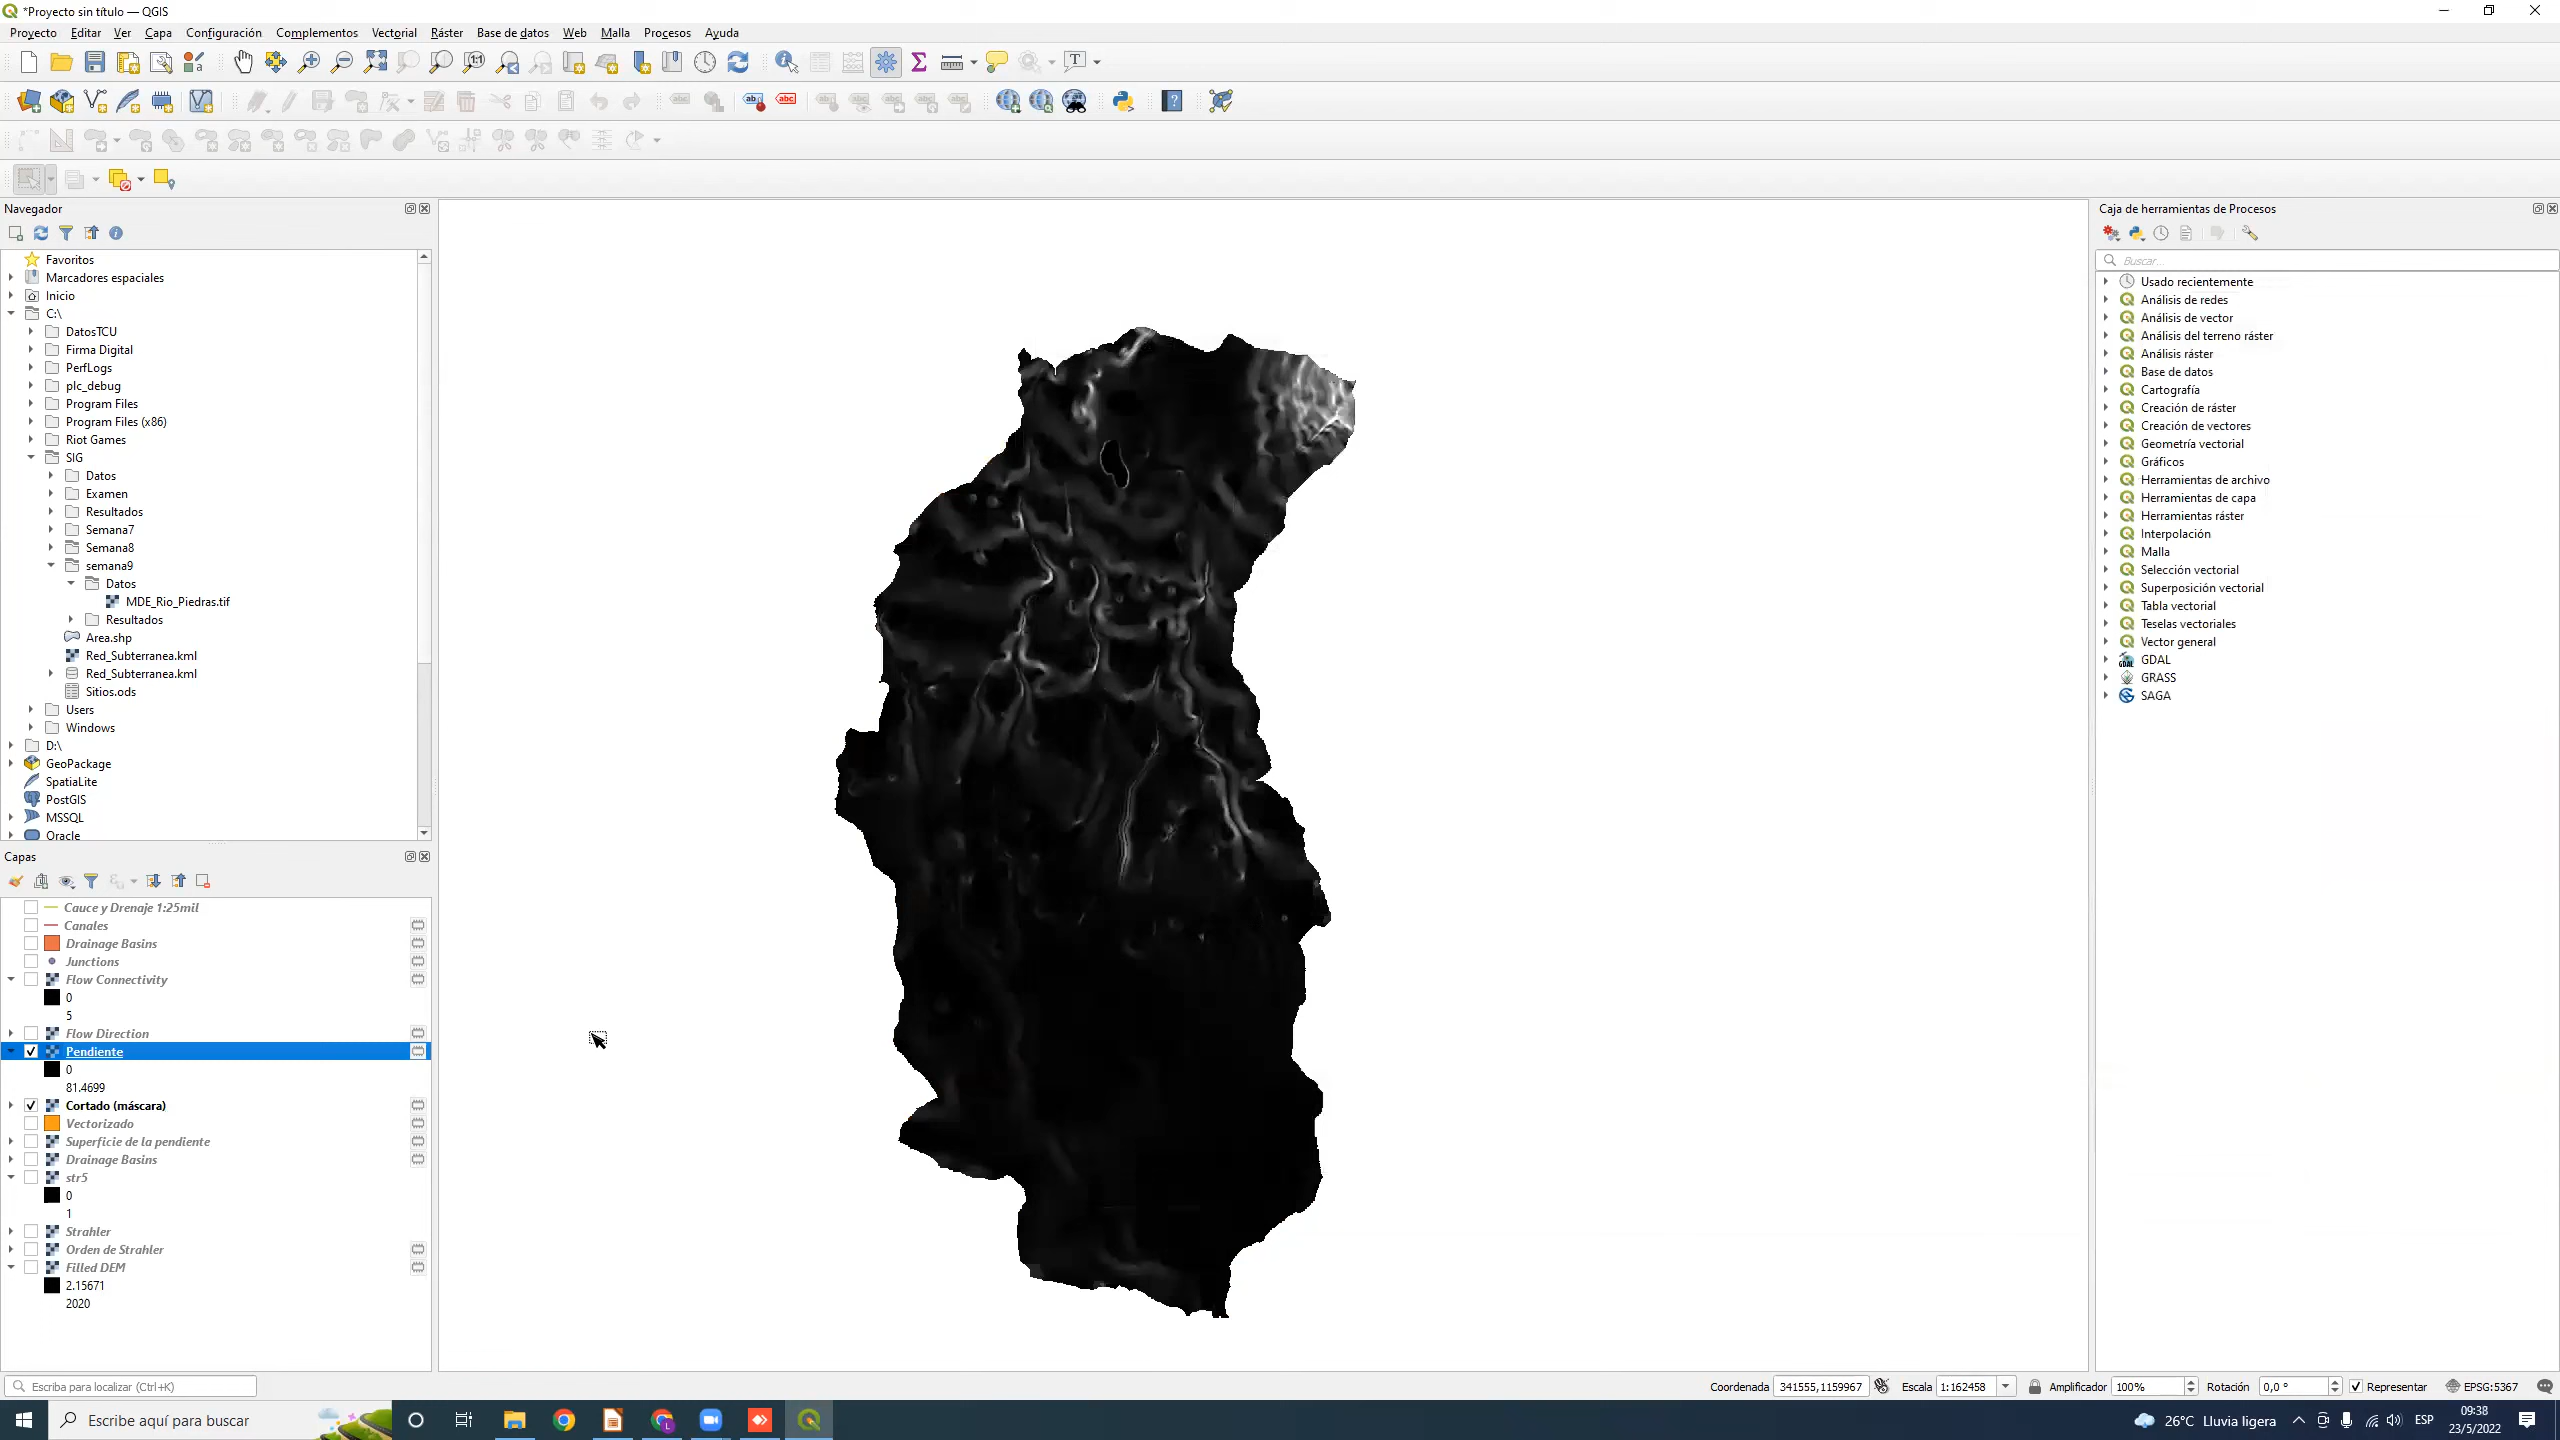 *Proyecto sin título — QGIS
Proyecto Editar Ver Capa Configuración Complementos Vectorial Ráster Base de datos Web Malla Procesos Ayuda
Navegador
Favoritos
Marcadores espaciales
Inicio
C:\
DatosTCU
Firma Digital
PerfLogs
plc_debug
Program Files
Program Files (x86)
Riot Games
SIG
Datos
Examen
Resultados
Semana7
Semana8
semana9
Datos
MDE_Rio_Piedras.tif
Resultados
Area.shp
Red_Subterranea.kml
Red_Subterranea.kml
Sitios.ods
Users
Windows
D:\
GeoPackage
SpatiaLite
PostGIS
MSSQL
Oracle
Capas
Cauce y Drenaje 1:25mil
Canales
Drainage Basins
Junctions
Flow Connectivity
0
5
Flow Direction
Pendiente
0
81.4699
Cortado (máscara)
Vectorizado
Superficie de la pendiente
Drainage Basins
str5
0
1
Strahler
Orden de Strahler
Filled DEM
2.15671
2020
Caja de herramientas de Procesos
Buscar...
Usado recientemente
Análisis de redes
Análisis de vector
Análisis del terreno ráster
Análisis ráster
Base de datos
Cartografía
Creación de ráster
Creación de vectores
Geometría vectorial
Gráficos
Herramientas de archivo
Herramientas de capa
Herramientas ráster
Interpolación
Malla
Selección vectorial
Superposición vectorial
Tabla vectorial
Teselas vectoriales
Vector general
GDAL
GRASS
SAGA
Escriba para localizar (Ctrl+K)
Coordenada 341555,1159967 Escala 1:162458 Amplificador 100% Rotación 0,0 ° Representar EPSG:5367
Escribe aquí para buscar
26°C Lluvia ligera
ESP
09:38
23/5/2022